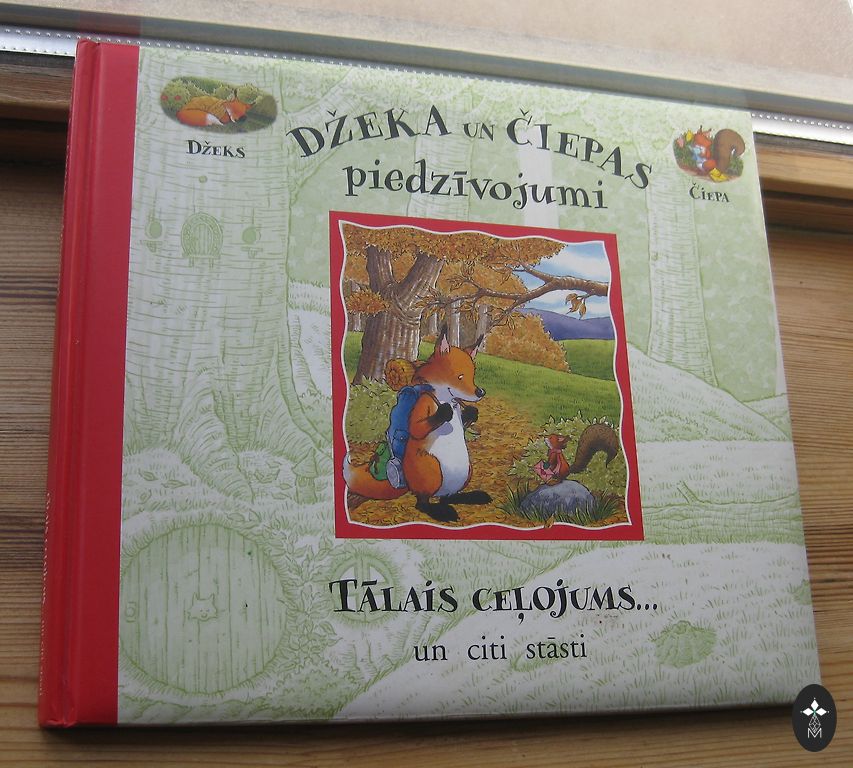 DŽEKA UN ČIEPAS
piedzīvojumi
DŽEKS
ČIEPA
TĀLAIS CEĻOJUMS...
un citi stāsti
M